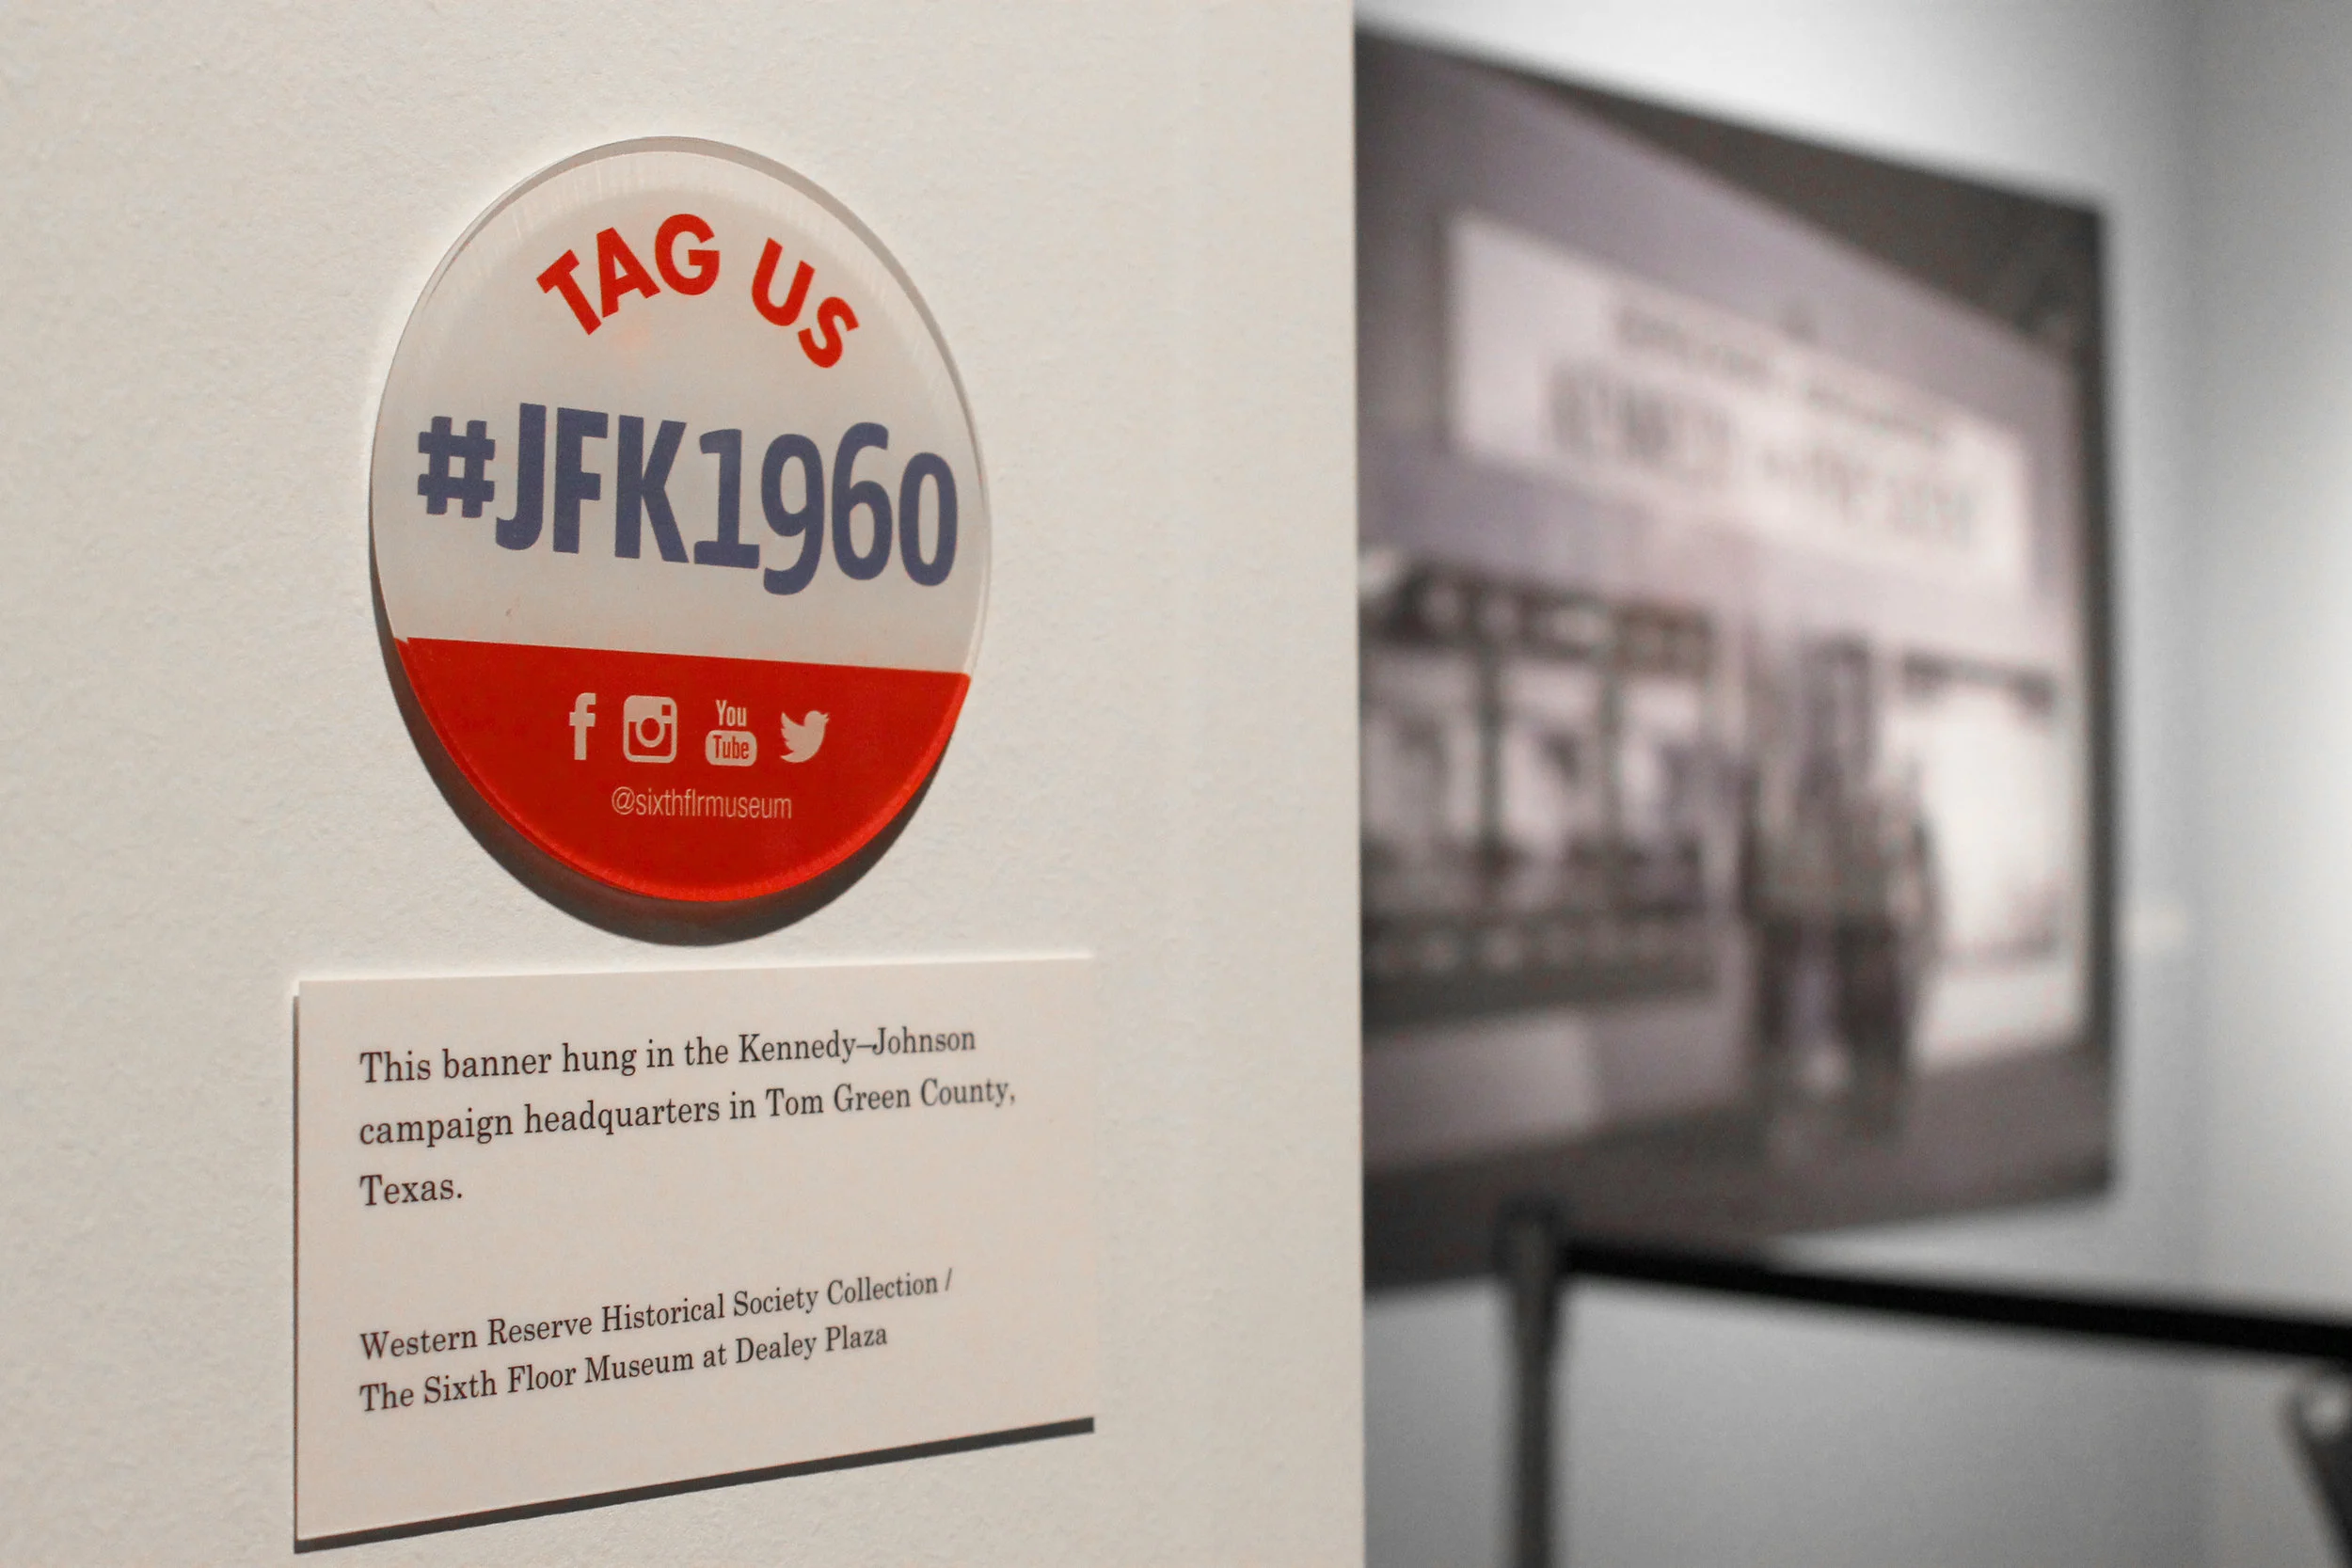 TAG US
#JFK1960
You
Tube
@sixthflrmuseum
This banner hung in the Kennedy–Johnson
campaign headquarters in Tom Green County,
Texas.
Western Reserve Historical Society Collection /
The Sixth Floor Museum at Dealey Plaza